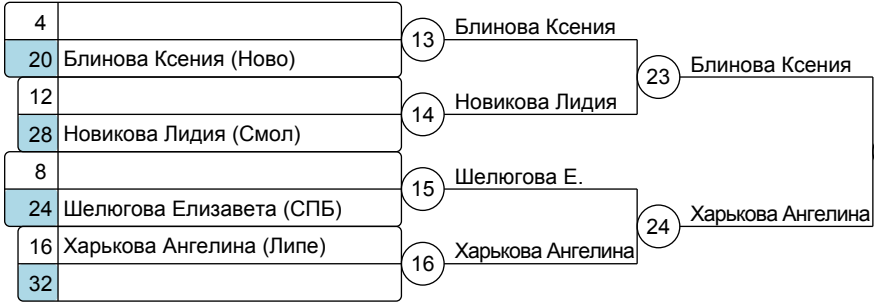 4
20 Блинова Ксения (Ново)
13 Блинова Ксения
12
28 Новикова Лидия (Смол)
14 Новикова Лидия
23 Блинова Ксения
8
24 Шелюгова Елизавета (СПБ)
15 Шелюгова Е.
16 Харькова Ангелина (Липе)
32
16 Харькова Ангелина
24 Харькова Ангелина